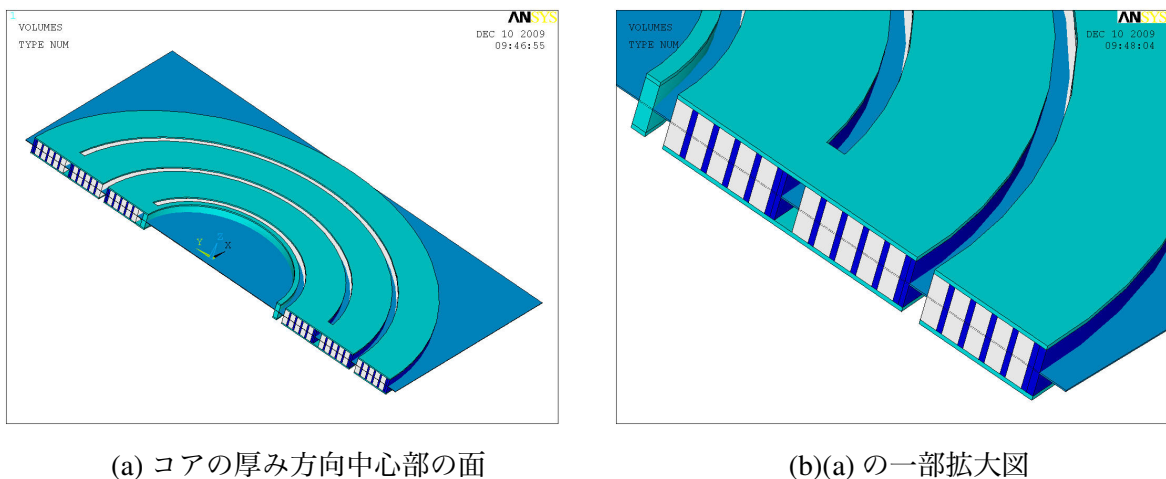 1
ANSYS
VOLUMES
TYPE NUM
DEC 10 2009
09:46:55
Y
Z
X
ANSYS
VOLUMES
TYPE NUM
DEC 10 2009
09:48:04
(a) コアの厚み方向中心部の面
(b)(a) の一部拡大図